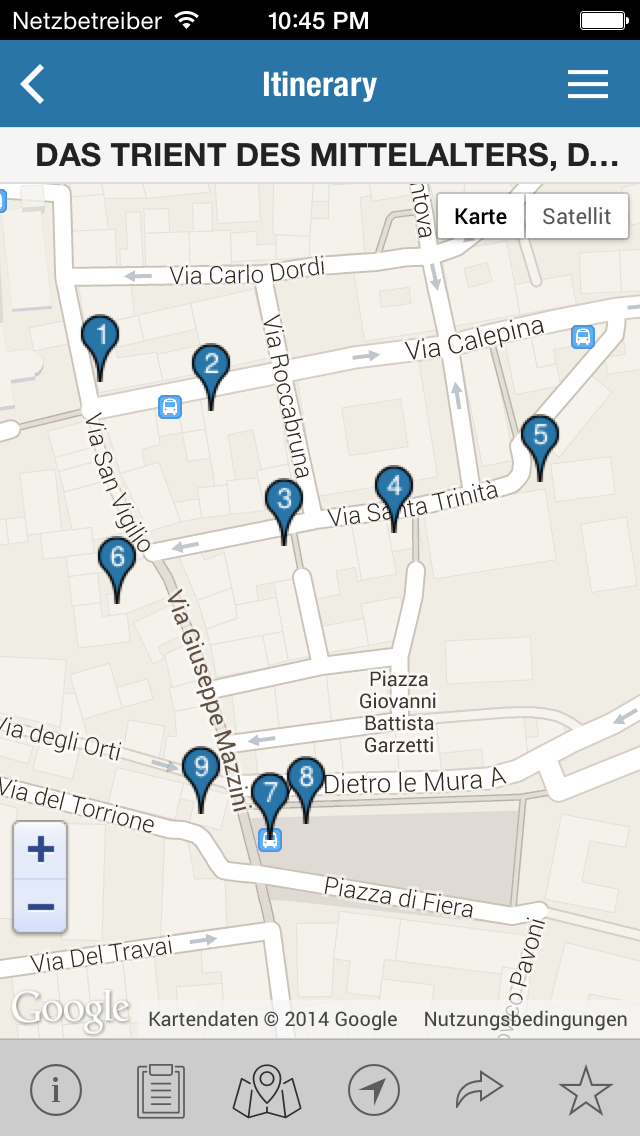 Netzbetreiber 10:45 PM
Itinerary
DAS TRIENT DES MITTELALTERS, D...
Karte Satellit
Via Carlo Dordi
Via Calepina
Via Roccabruna
1
2
3
4
5
6
Via San Vigilio
Via Santa Trinità
Via Giuseppe Mazzini
Piazza
Giovanni
Battista
Garzetti
Via degli Orti
Via del Torrione
9
7
8
Dietro le Mura A
+
−
Piazza di Fiera
Via Del Travai
Google
Kartendaten © 2014 Google Nutzungsbedingungen